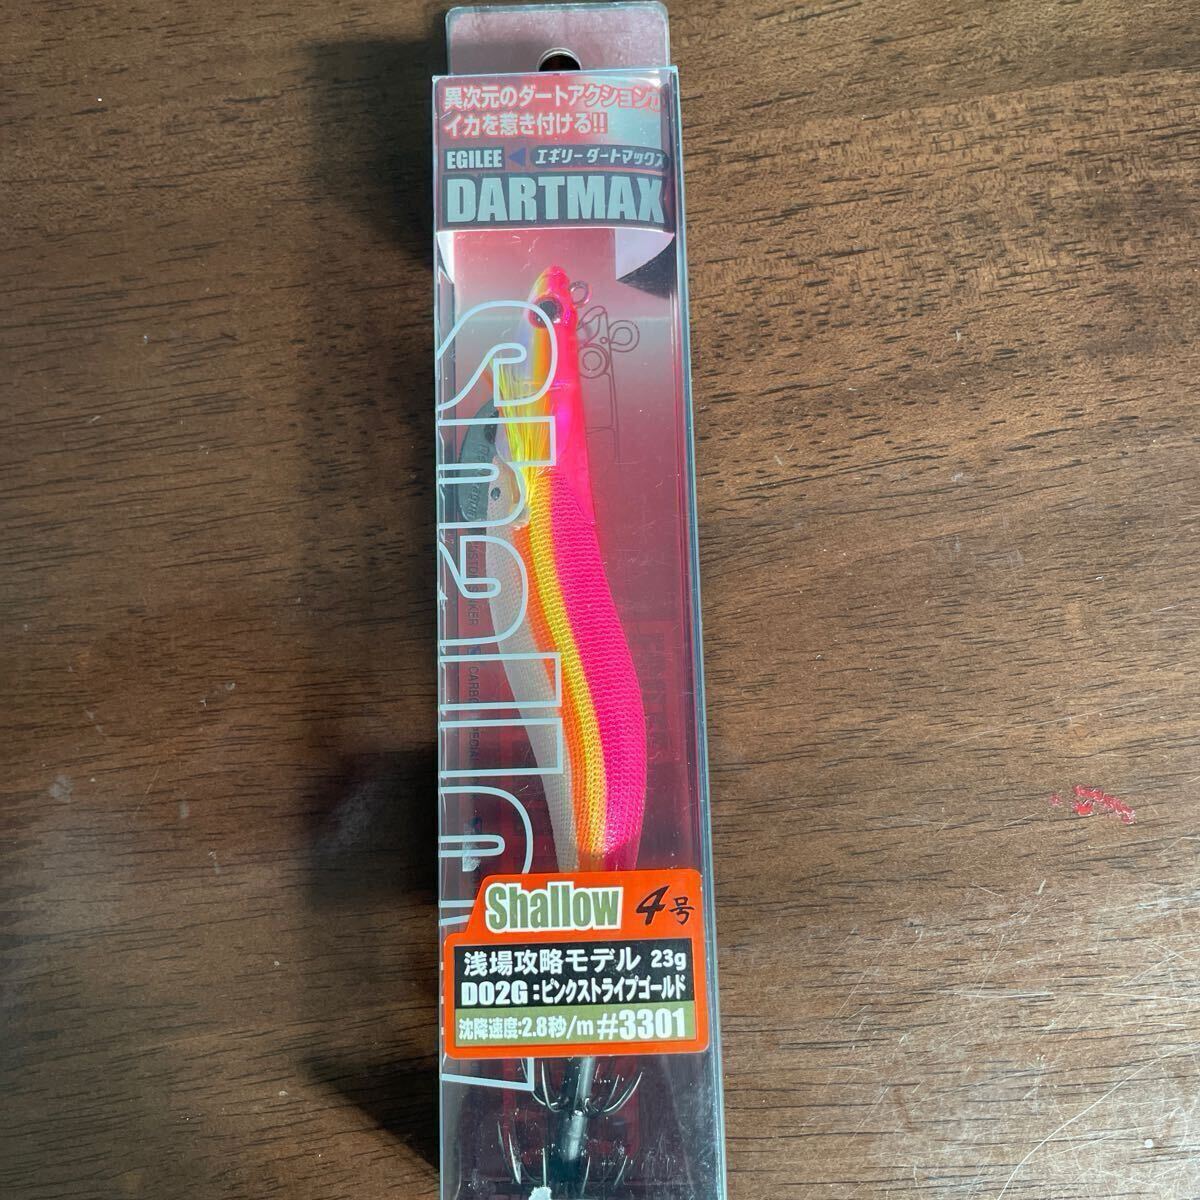 異次元のダートアクションが
イカを惹き付ける!!
EGILEE エギリーダートマックス
DARTMAX
Shallow 4号
浅場攻略モデル 23g
D02G:ピンクストライプゴールド
沈降速度:2.8秒/m #3301